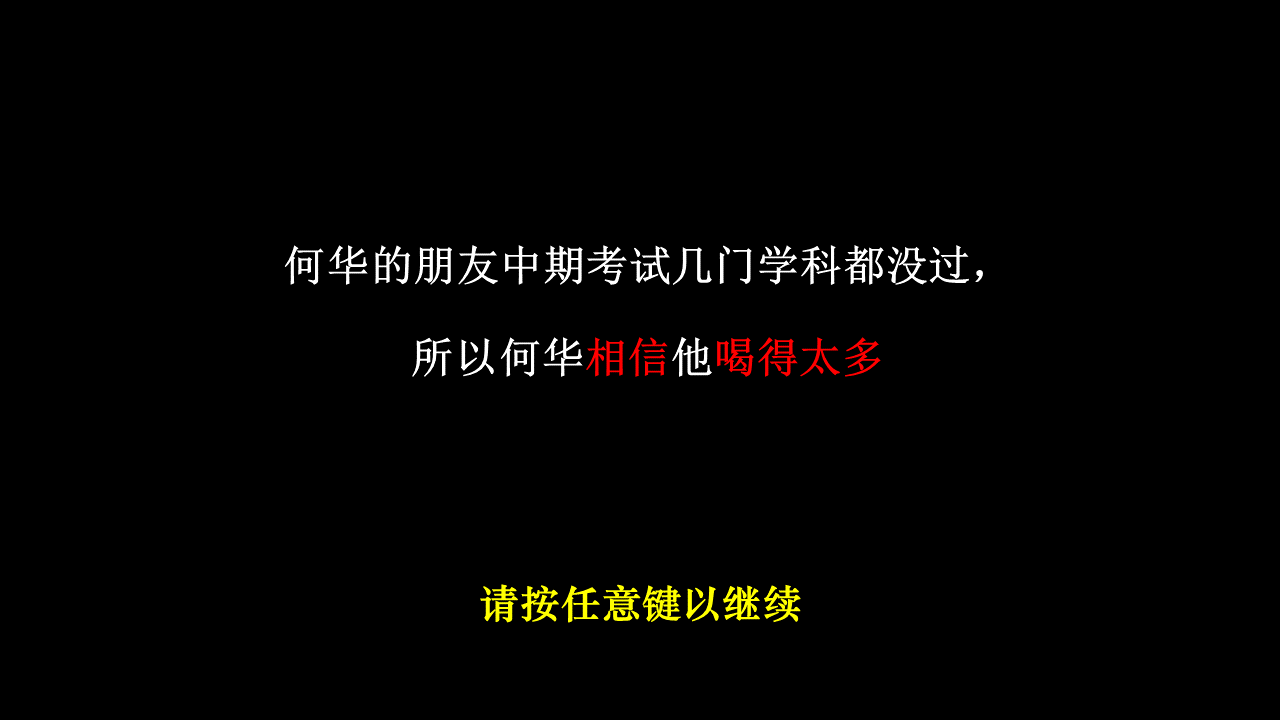 何华的朋友中期考试几门学科都没过，
所以何华相信他喝得太多
请按任意键以继续